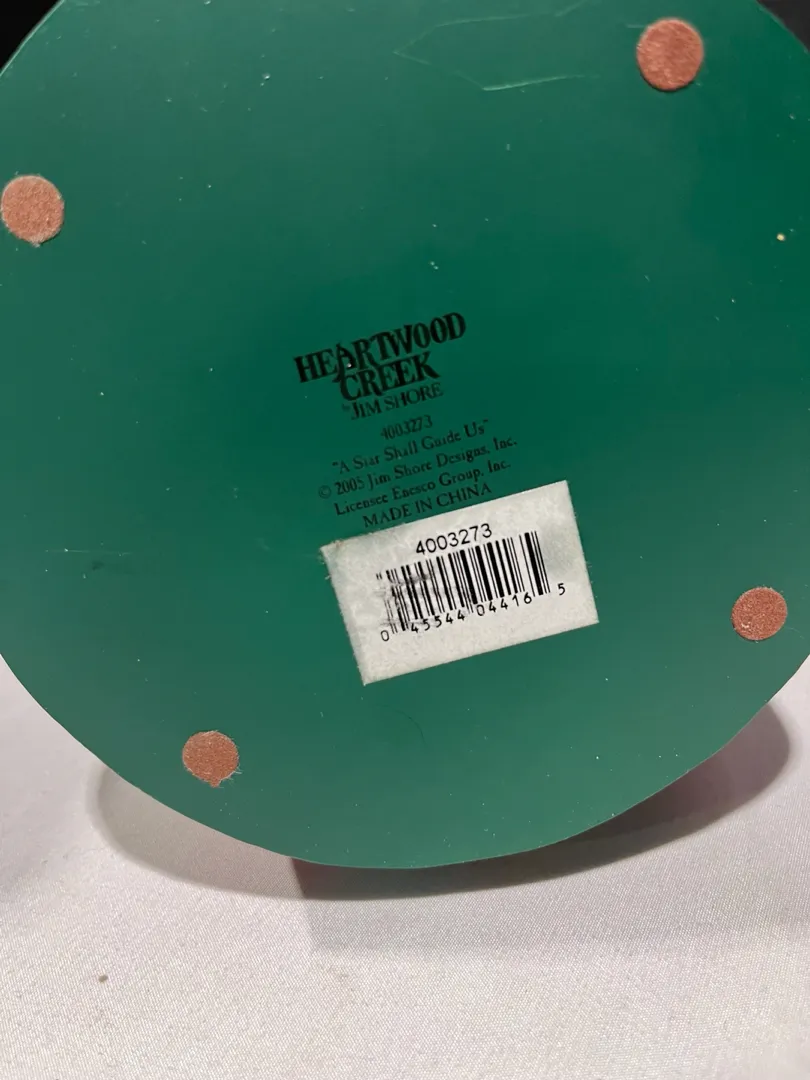 HEARTWOOD
CREEK
by JIM SHORE
4003273
"A Star Shall Guide Us"
© 2005 Jim Shore Designs, Inc.
Licensee Enesco Group, Inc.
MADE IN CHINA
4003273
0 45544 04416 5